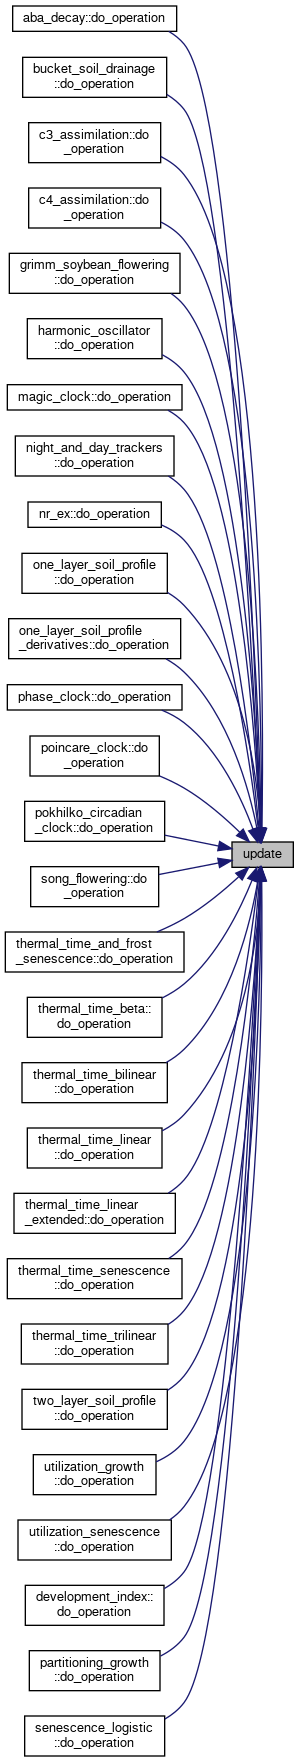 aba_decay::do_operation
bucket_soil_drainage
::do_operation
c3_assimilation::do
_operation
c4_assimilation::do
_operation
grimm_soybean_flowering
::do_operation
harmonic_oscillator
::do_operation
magic_clock::do_operation
night_and_day_trackers
::do_operation
nr_ex::do_operation
one_layer_soil_profile
::do_operation
one_layer_soil_profile
_derivatives::do_operation
phase_clock::do_operation
poincare_clock::do
_operation
pokhilko_circadian
_clock::do_operation
update
song_flowering::do
_operation
thermal_time_and_frost
_senescence::do_operation
thermal_time_beta::
do_operation
thermal_time_bilinear
::do_operation
thermal_time_linear
::do_operation
thermal_time_linear
_extended::do_operation
thermal_time_senescence
::do_operation
thermal_time_trilinear
::do_operation
two_layer_soil_profile
::do_operation
utilization_growth
::do_operation
utilization_senescence
::do_operation
development_index::
do_operation
partitioning_growth
::do_operation
senescence_logistic
::do_operation